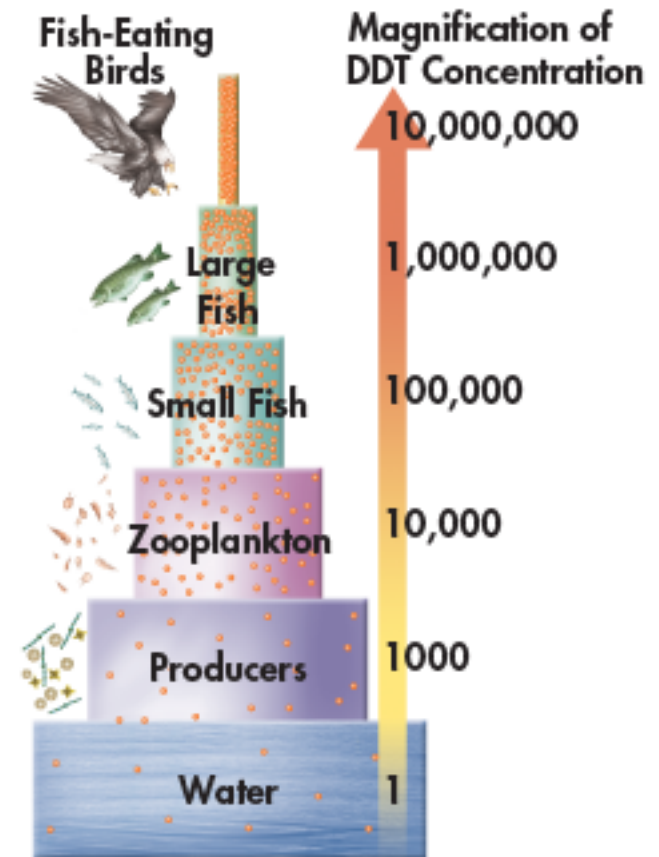 Fish-Eating
Birds
Magnification of
DDT Concentration
10,000,000
Large
Fish
1,000,000
Small Fish
100,000
Zooplankton
10,000
Producers
1000
Water
1